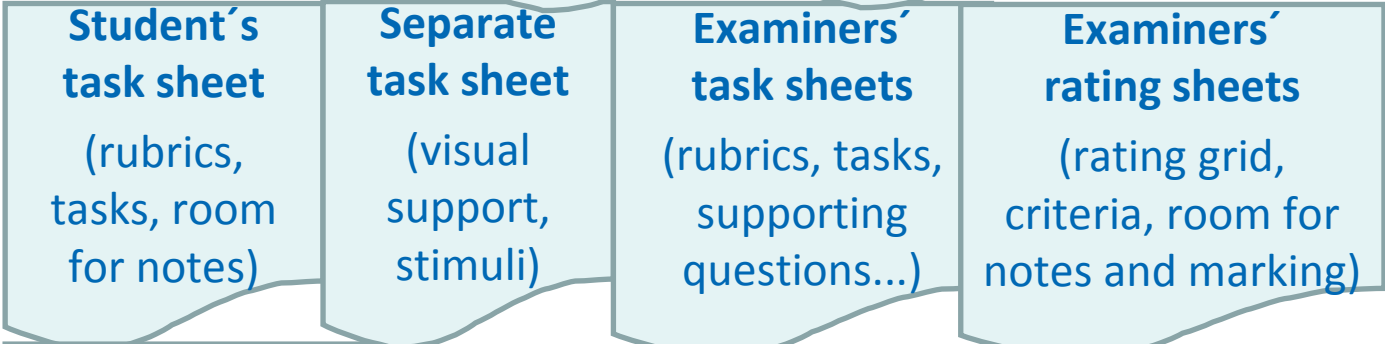 Student´s
task sheet
(rubrics,
tasks, room
for notes)
Separate
task sheet
(visual
support,
stimuli)
Examiners´
task sheets
(rubrics, tasks,
supporting
questions...)
Examiners´
rating sheets
(rating grid,
criteria, room for
notes and marking)